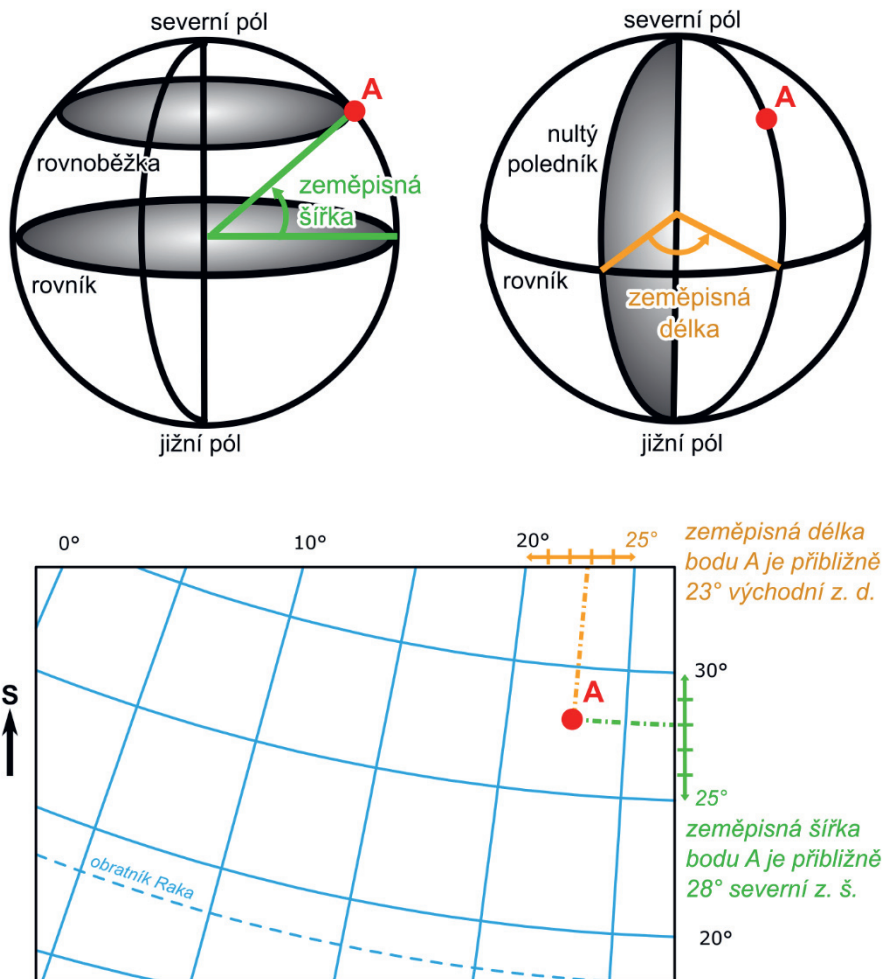 severní pól
A
rovnoběžka
zeměpisná
šířka
rovník
jižní pól
severní pól
A
nultý
poledník
rovník
zeměpisná
délka
jižní pól
0°
10°
20°
25°
zeměpisná délka
bodu A je přibližně
23° východní z. d.
S
A
30°
25°
zeměpisná šířka
bodu A je přibližně
28° severní z. š.
obratník Raka
20°